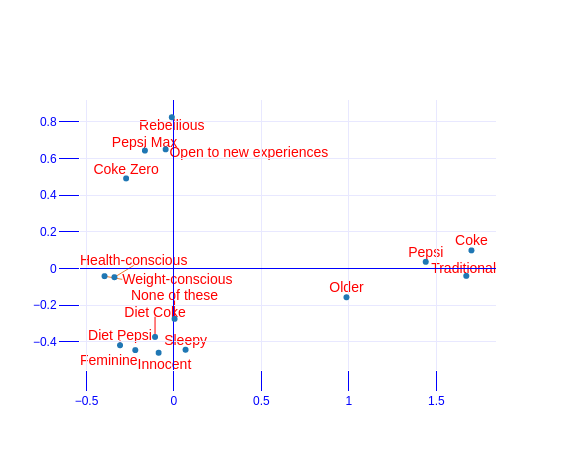 0.8
Rebellious
Pepsi Max
0.6
Open to new experiences
Coke Zero
0.4
0.2
Coke
Pepsi
Health-conscious
0
Traditional
Weight-conscious
Older
None of these
−0.2
Diet Coke
Diet Pepsi
Sleepy
−0.4
Feminine
Innocent
−0.5
0
0.5
1
1.5